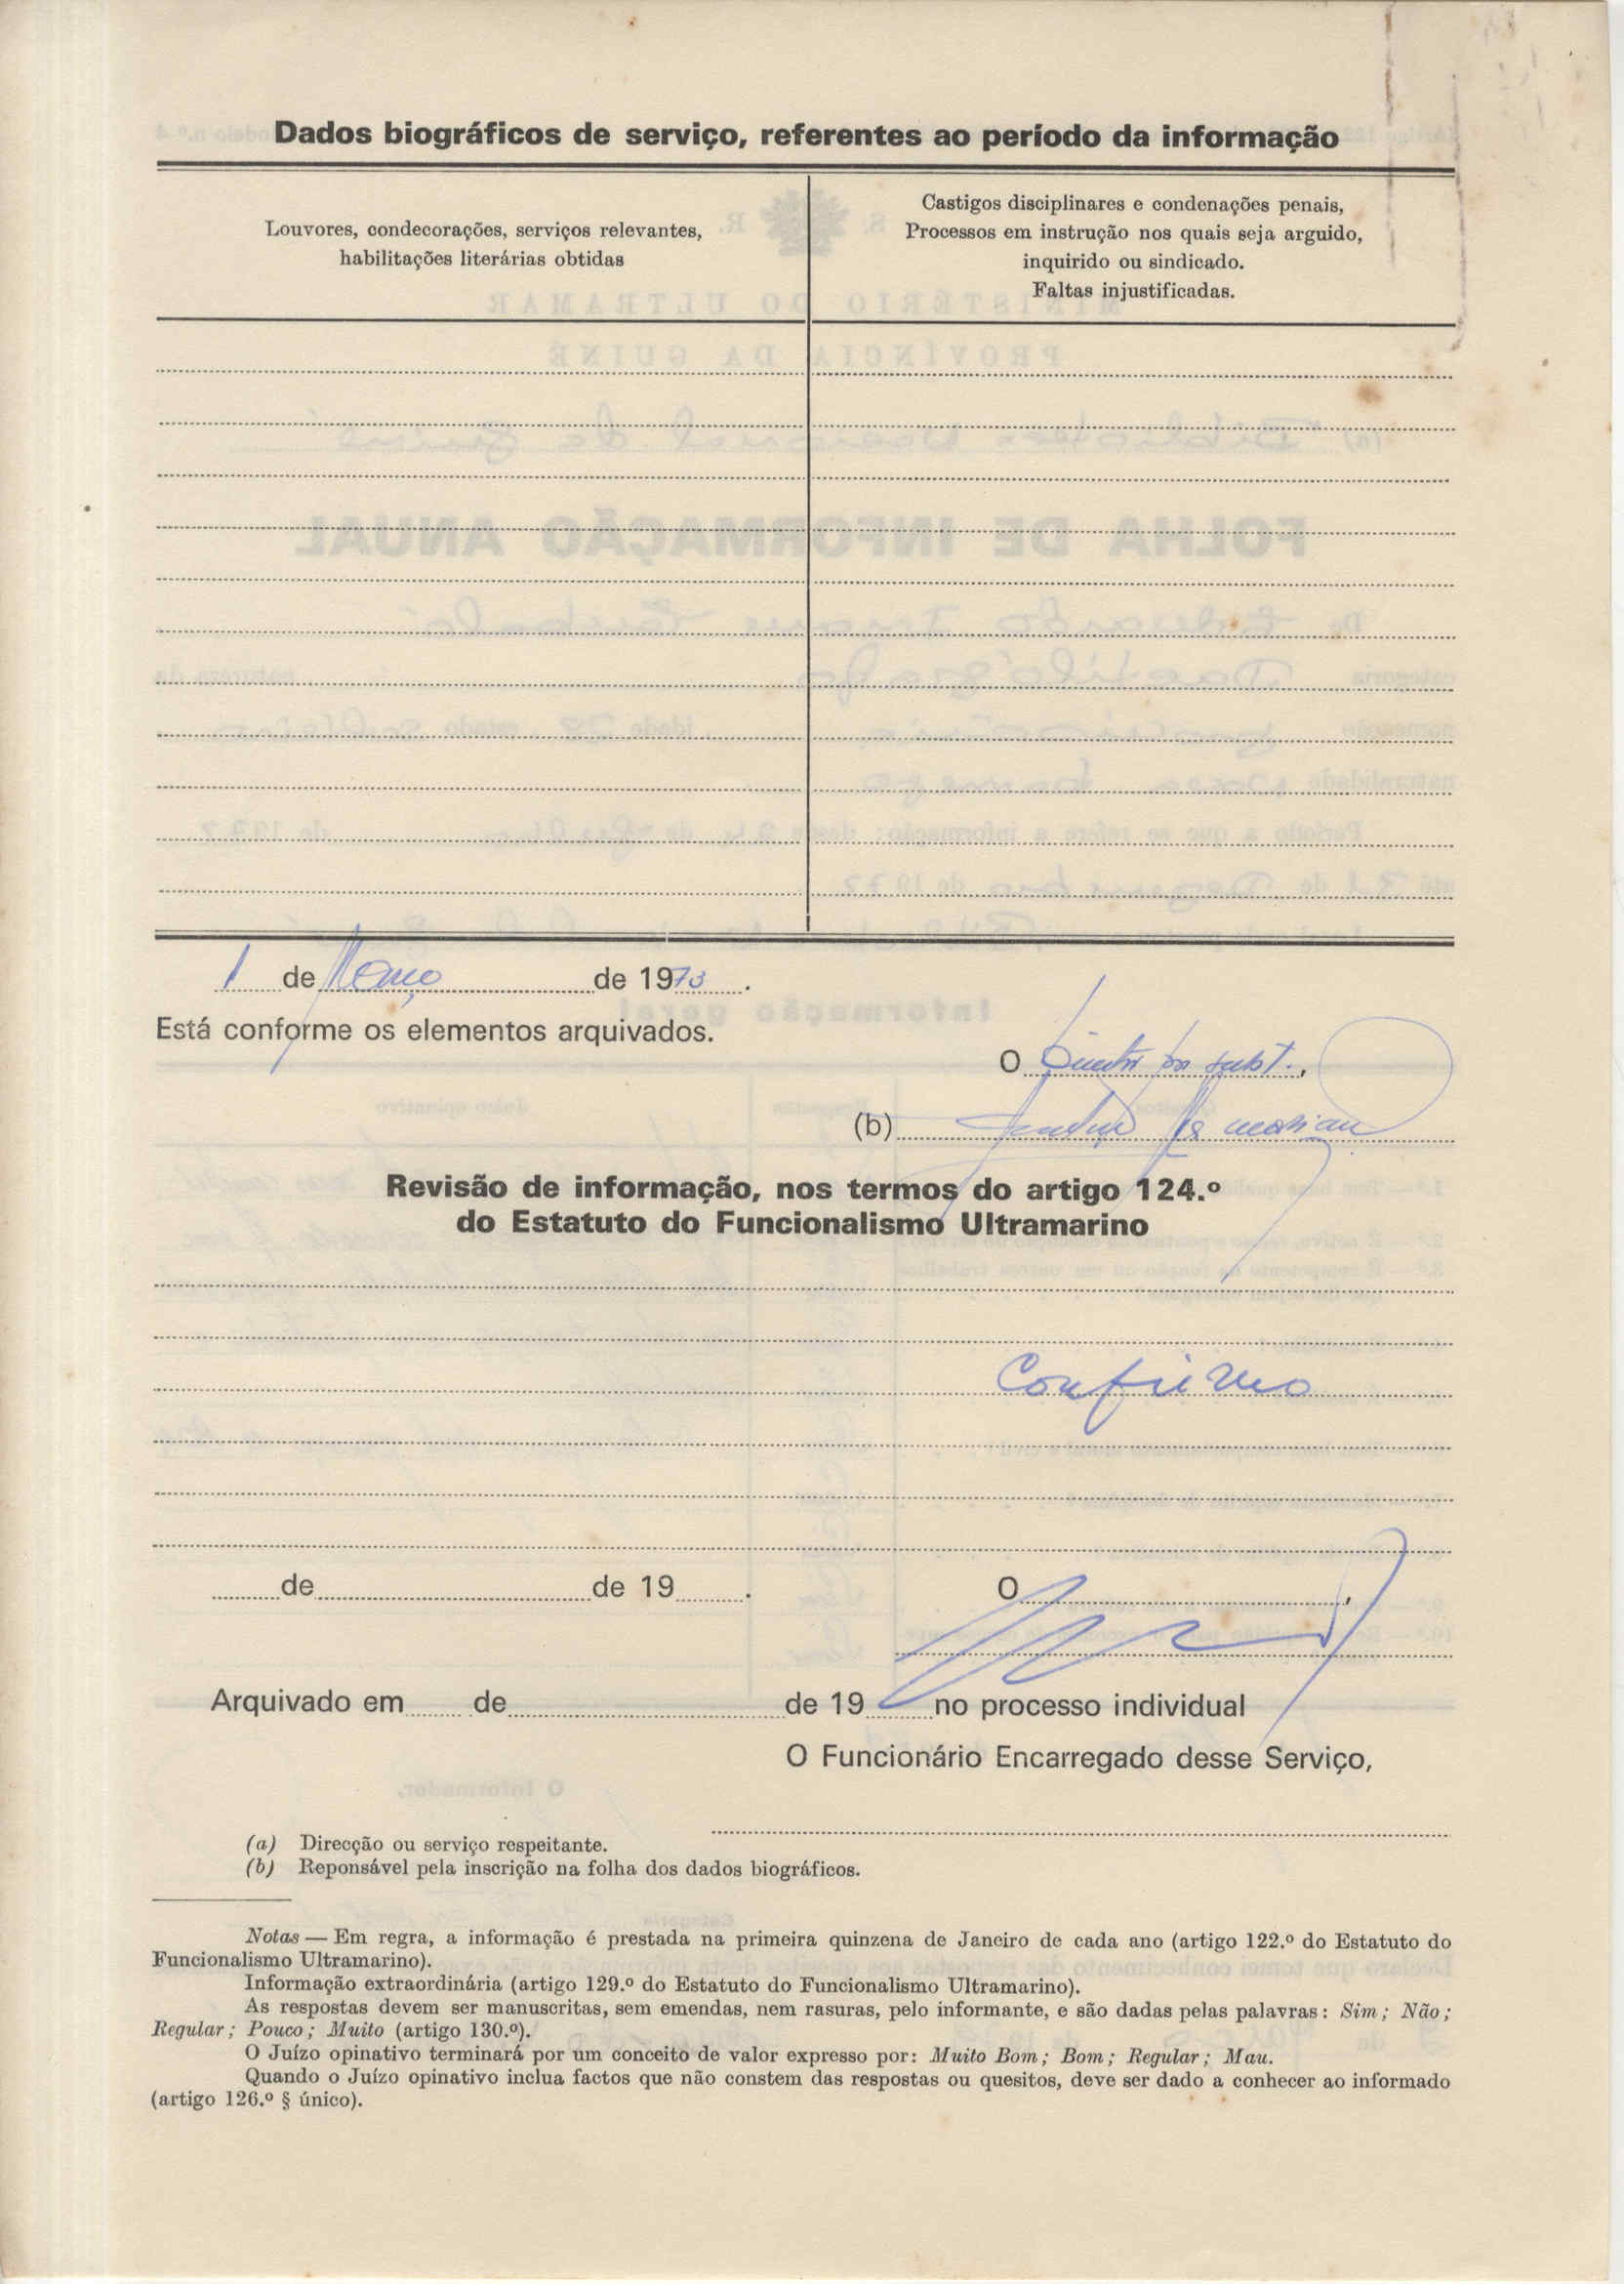 Dados biográficos de serviço, referentes ao período da informação
Louvores, condecorações, serviços relevantes,
habilitações literárias obtidas
Castigos disciplinares e condenações penais,
Processos em instrução nos quais seja arguido,
inquirido ou sindicado.
Faltas injustificadas.
1 de Março de 1973.
Está conforme os elementos arquivados.
O subst.,
(b)
Revisão de informação, nos termos do artigo 124.º
do Estatuto do Funcionalismo Ultramarino
Confirmo
de de 19 .
O ,
Arquivado em de de 19 no processo individual
O Funcionário Encarregado desse Serviço,
(a) Direcção ou serviço respeitante.
(b) Reponsável pela inscrição na folha dos dados biográficos.
Notas — Em regra, a informação é prestada na primeira quinzena de Janeiro de cada ano (artigo 122.º do Estatuto do
Funcionalismo Ultramarino).
Informação extraordinária (artigo 129.º do Estatuto do Funcionalismo Ultramarino).
As respostas devem ser manuscritas, sem emendas, nem rasuras, pelo informante, e são dadas pelas palavras: Sim; Não;
Regular; Pouco; Muito (artigo 130.º).
O Juízo opinativo terminará por um conceito de valor expresso por: Muito Bom; Bom; Regular; Mau.
Quando o Juízo opinativo inclua factos que não constem das respostas ou quesitos, deve ser dado a conhecer ao informado
(artigo 126.º § único).